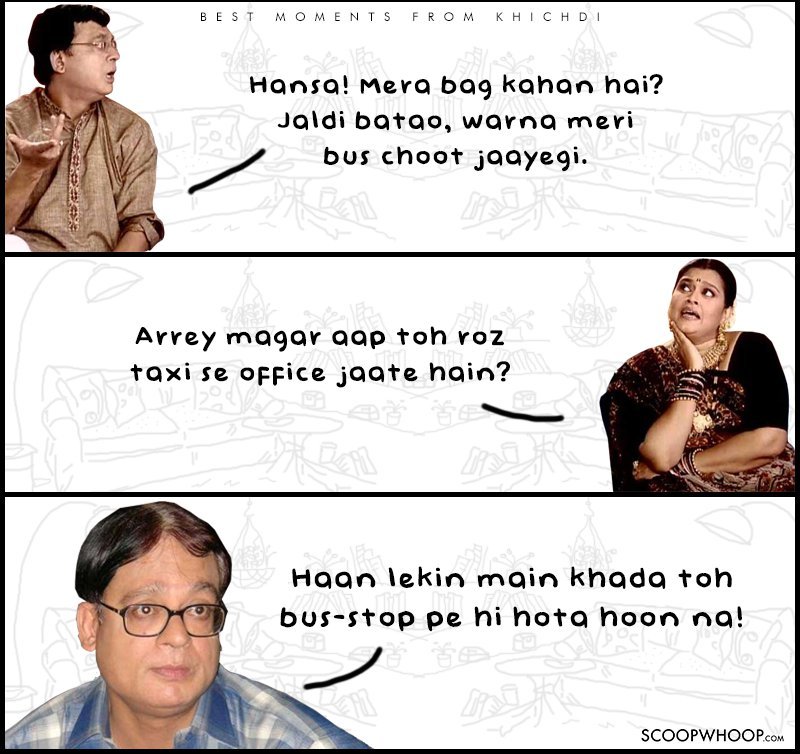 BEST MOMENTS FROM KHICHDI
Hansa! Mera bag kahan hai?
Jaldi batao, warna meri
bus choot jaayegi.
Arrey magar aap toh roz
taxi se office jaate hain?
Haan lekin main khada toh
bus-stop pe hi hota hoon na!
SCOOPWHOOP.COM